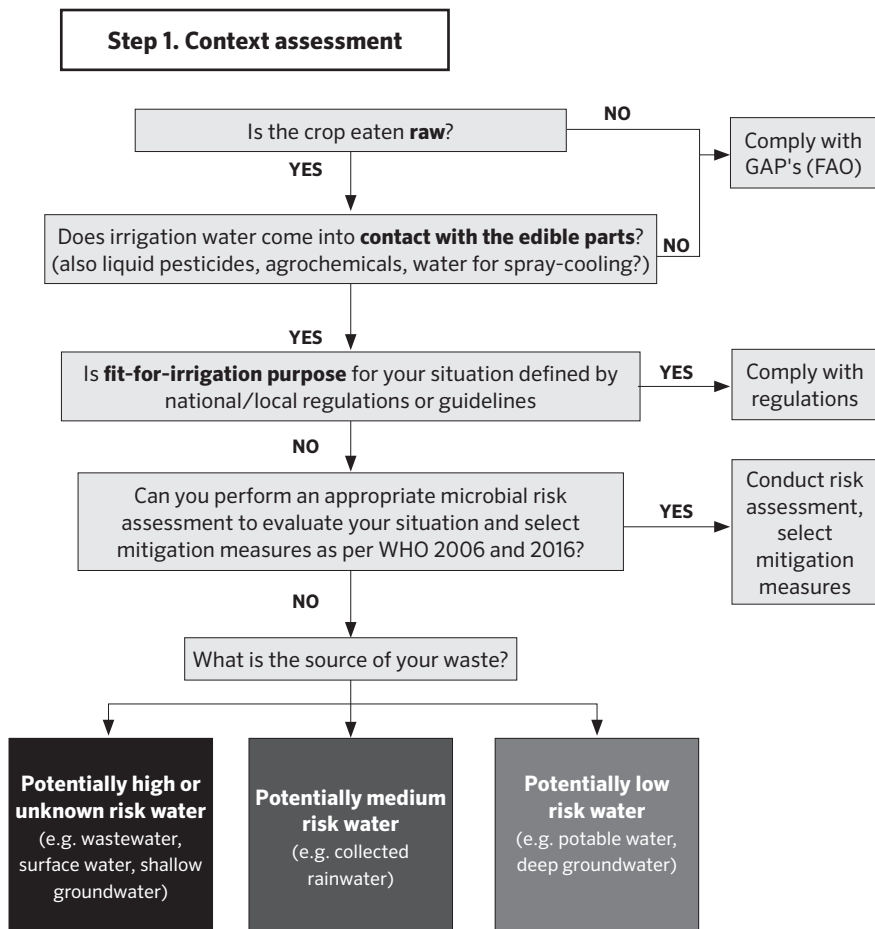 Step 1. Context assessment
Is the crop eaten raw?
NO
Comply with
GAP's (FAO)
YES
Does irrigation water come into contact with the edible parts?
(also liquid pesticides, agrochemicals, water for spray-cooling?)
NO
YES
Is fit-for-irrigation purpose for your situation defined by
national/local regulations or guidelines
YES
Comply with
regulations
NO
Can you perform an appropriate microbial risk
assessment to evaluate your situation and select
mitigation measures as per WHO 2006 and 2016?
YES
Conduct risk
assessment,
select
mitigation
measures
NO
What is the source of your waste?
Potentially high or
unknown risk water
(e.g. wastewater,
surface water, shallow
groundwater)
Potentially medium
risk water
(e.g. collected
rainwater)
Potentially low
risk water
(e.g. potable water,
deep groundwater)